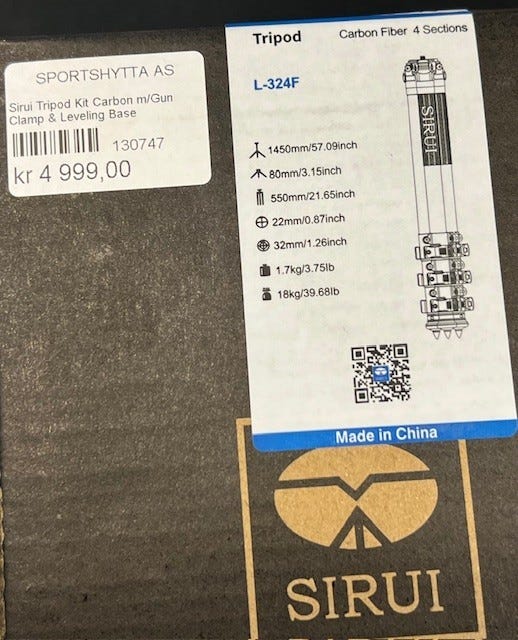 SPORTSHYTTA AS
Sirui Tripod Kit Carbon m/Gun
Clamp & Leveling Base
130747
kr 4 999,00
Tripod
Carbon Fiber 4 Sections
L-324F
1450mm/57.09inch
80mm/3.15inch
550mm/21.65inch
22mm/0.87inch
32mm/1.26inch
1.7kg/3.75lb
18kg/39.68lb
SIRUI
Made in China
SIRUI